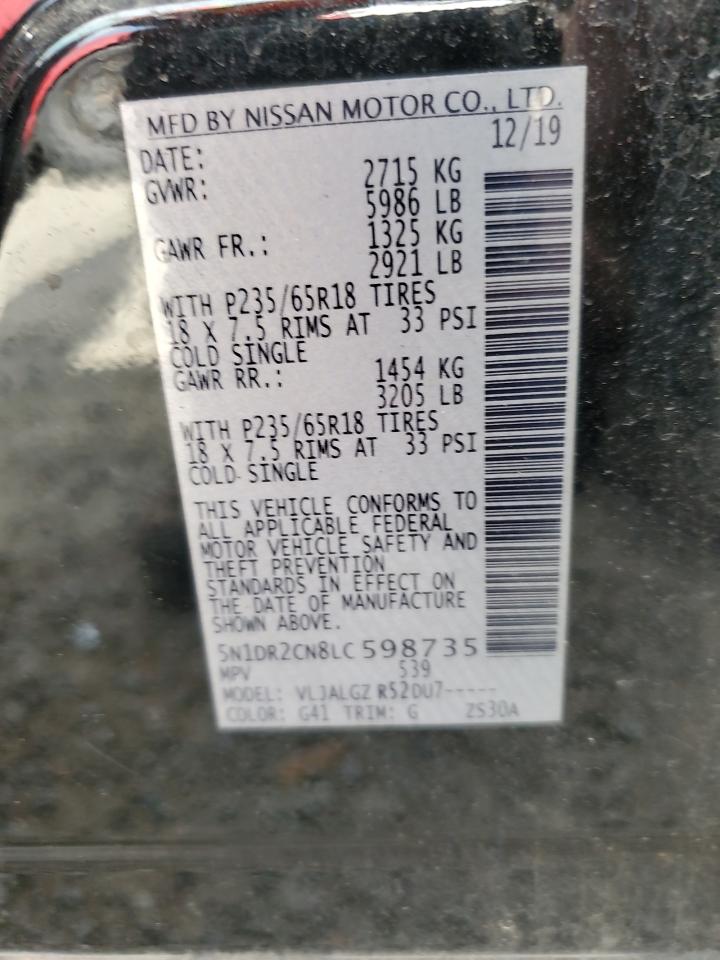 MFD BY NISSAN MOTOR CO., LTD.
DATE: 12/19
GVWR: 2715 KG
5986 LB
GAWR FR.: 1325 KG
2921 LB
WITH P235/65R18 TIRES
18 X 7.5 RIMS AT 33 PSI
COLD SINGLE
GAWR RR.: 1454 KG
3205 LB
WITH P235/65R18 TIRES
18 X 7.5 RIMS AT 33 PSI
COLD SINGLE
THIS VEHICLE CONFORMS TO
ALL APPLICABLE FEDERAL
MOTOR VEHICLE SAFETY AND
THEFT PREVENTION
STANDARDS IN EFFECT ON
THE DATE OF MANUFACTURE
SHOWN ABOVE.
5N1DR2CN8LC598735
MPV 539
MODEL: VLJALGZ R52DU7-----
COLOR: G41 TRIM: G 2S30A